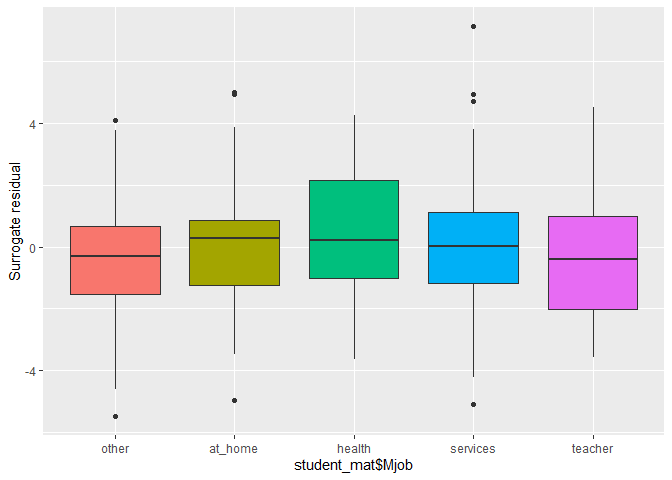 Surrogate residual
4
0
-4
other at_home health services teacher
student_mat$Mjob